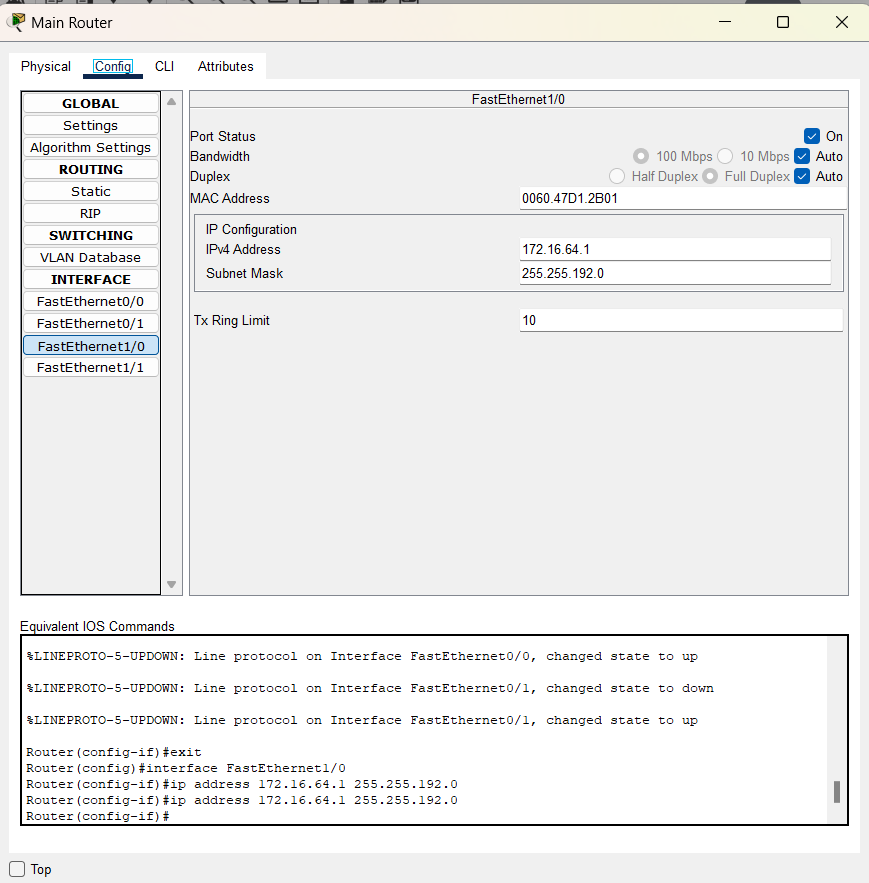 Main Router
Physical Config CLI Attributes
GLOBAL
Settings
Algorithm Settings
ROUTING
Static
RIP
SWITCHING
VLAN Database
INTERFACE
FastEthernet0/0
FastEthernet0/1
FastEthernet1/0
FastEthernet1/1
FastEthernet1/0
Port Status On
Bandwidth 100 Mbps 10 Mbps Auto
Duplex Half Duplex Full Duplex Auto
MAC Address 0060.47D1.2B01
IP Configuration
IPv4 Address 172.16.64.1
Subnet Mask 255.255.192.0
Tx Ring Limit 10
Equivalent IOS Commands
%LINEPROTO-5-UPDOWN: Line protocol on Interface FastEthernet0/0, changed state to up
%LINEPROTO-5-UPDOWN: Line protocol on Interface FastEthernet0/1, changed state to down
%LINEPROTO-5-UPDOWN: Line protocol on Interface FastEthernet0/1, changed state to up
Router(config-if)#exit
Router(config)#interface FastEthernet1/0
Router(config-if)#ip address 172.16.64.1 255.255.192.0
Router(config-if)#ip address 172.16.64.1 255.255.192.0
Router(config-if)#
Top